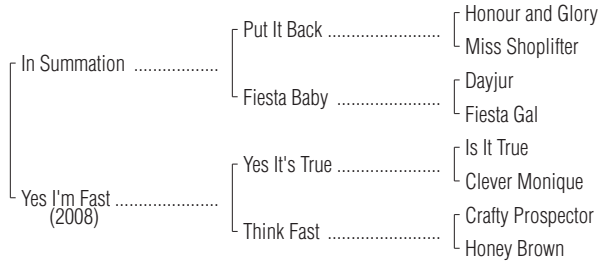 Honour and Glory
Put It Back ....................
Miss Shoplifter
In Summation ...............
Dayjur
Fiesta Baby ..................
Fiesta Gal
Is It True
Yes It's True ..................
Clever Monique
Yes I'm Fast ..................
(2008)
Crafty Prospector
Think Fast .....................
Honey Brown